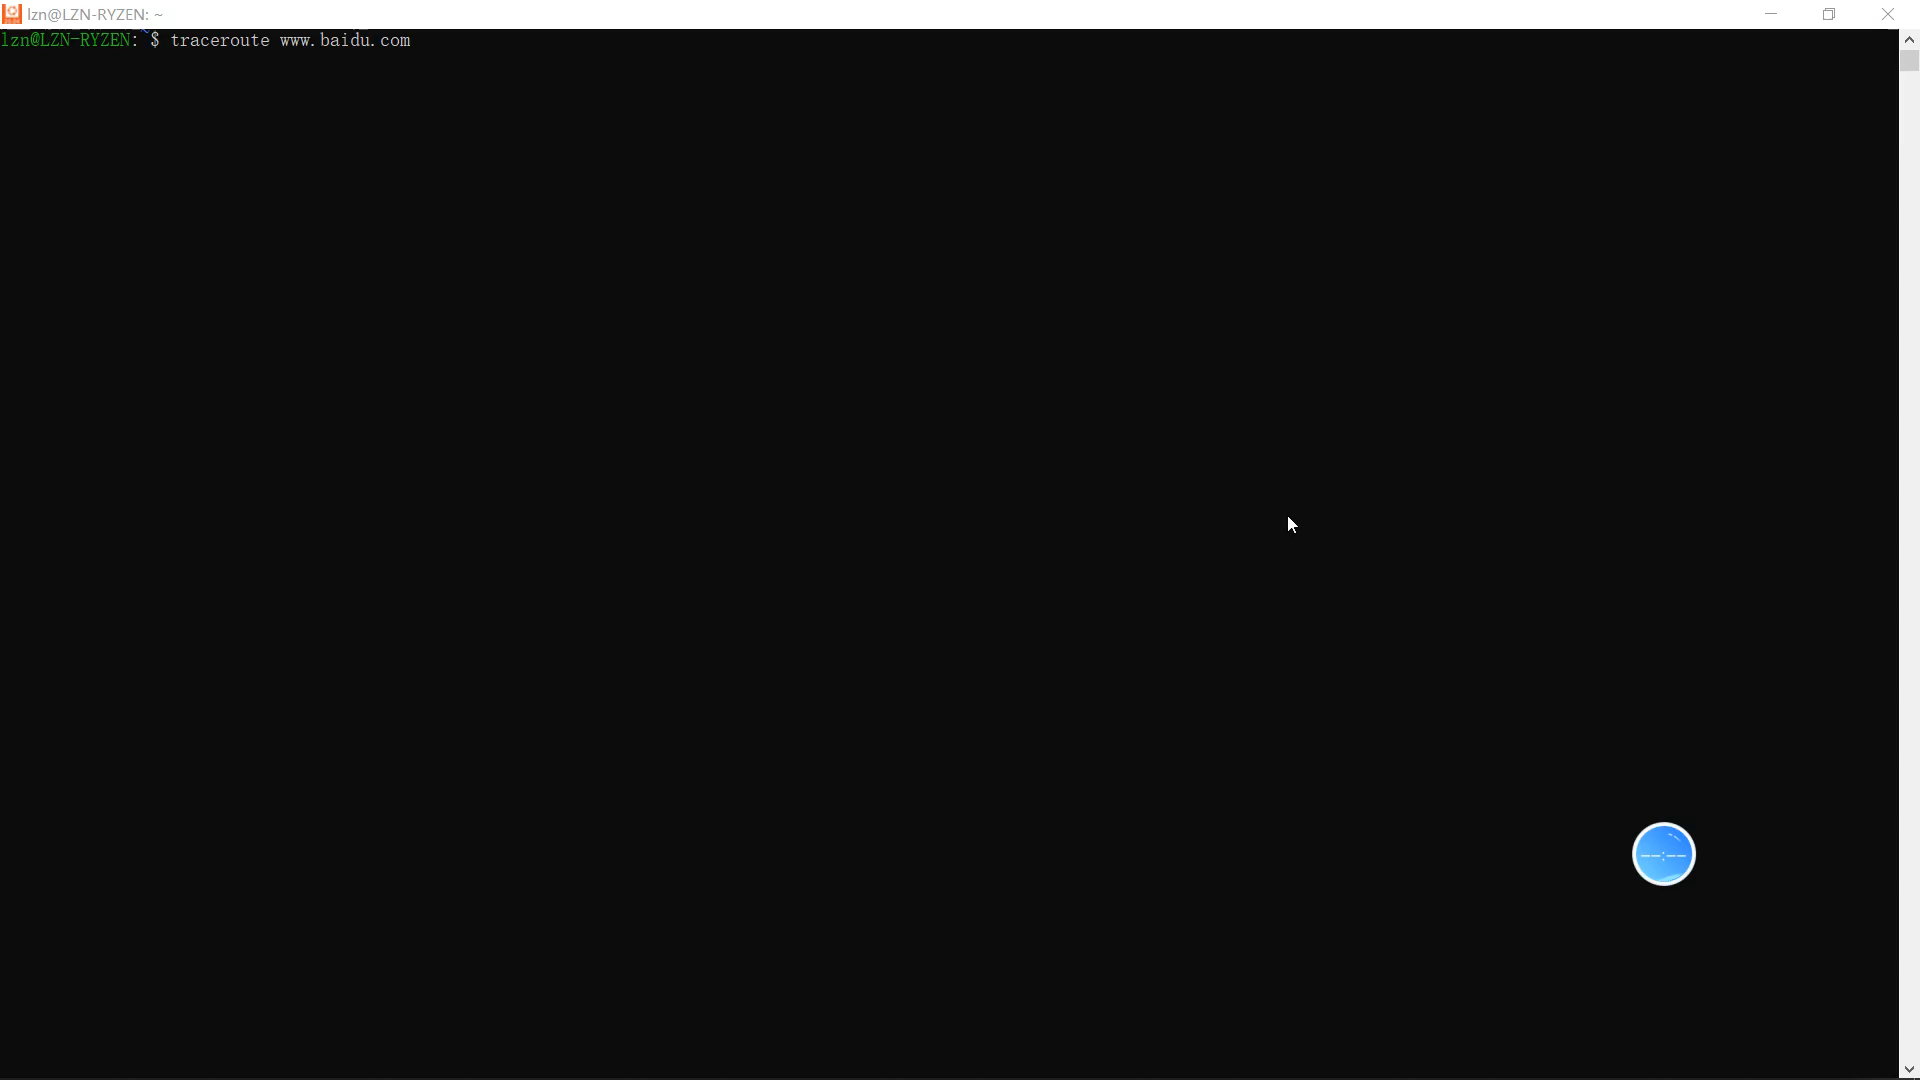 lzn@LZN-RYZEN: ~
lzn@LZN-RYZEN:~$ traceroute www.baidu.com
--:--